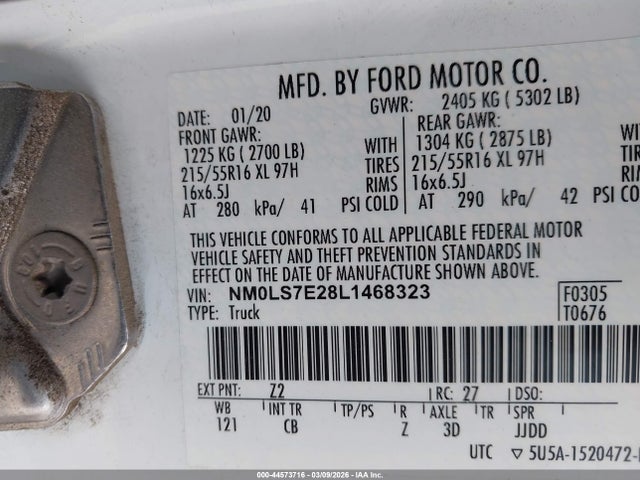 MFD. BY FORD MOTOR CO.
DATE: 01/20 GVWR: 2405 KG ( 5302 LB)
FRONT GAWR: REAR GAWR:
1225 KG ( 2700 LB) WITH 1304 KG ( 2875 LB) WITH
215/55R16 XL 97H TIRES 215/55R16 XL 97H TIRES
16x6.5J RIMS 16x6.5J RIMS
AT 280 kPa/ 41 PSI COLD AT 290 kPa/ 42 PSI COLD
THIS VEHICLE CONFORMS TO ALL APPLICABLE FEDERAL MOTOR
VEHICLE SAFETY AND THEFT PREVENTION STANDARDS IN
EFFECT ON THE DATE OF MANUFACTURE SHOWN ABOVE.
VIN: NM0LS7E28L1468323 F0305
TYPE: Truck T0676
EXT PNT: Z2 RC: 27 DSO:
WB INT TR TP/PS R AXLE TR SPR
121 CB Z 3D JJDD
UTC ▽ 5U5A-1520472-
000-44573716 - 03/09/2026 - IAA Inc.